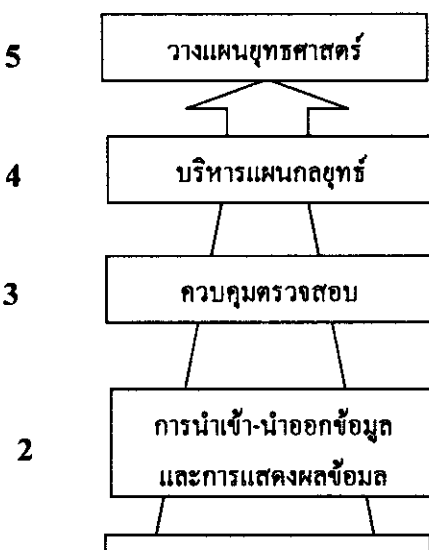 5 วางแผนยุทธศาสตร์
4 บริหารแผนกลยุทธ์
3 ควบคุมตรวจสอบ
2 การนำเข้า-นำออกข้อมูล
และการแสดงผลข้อมล